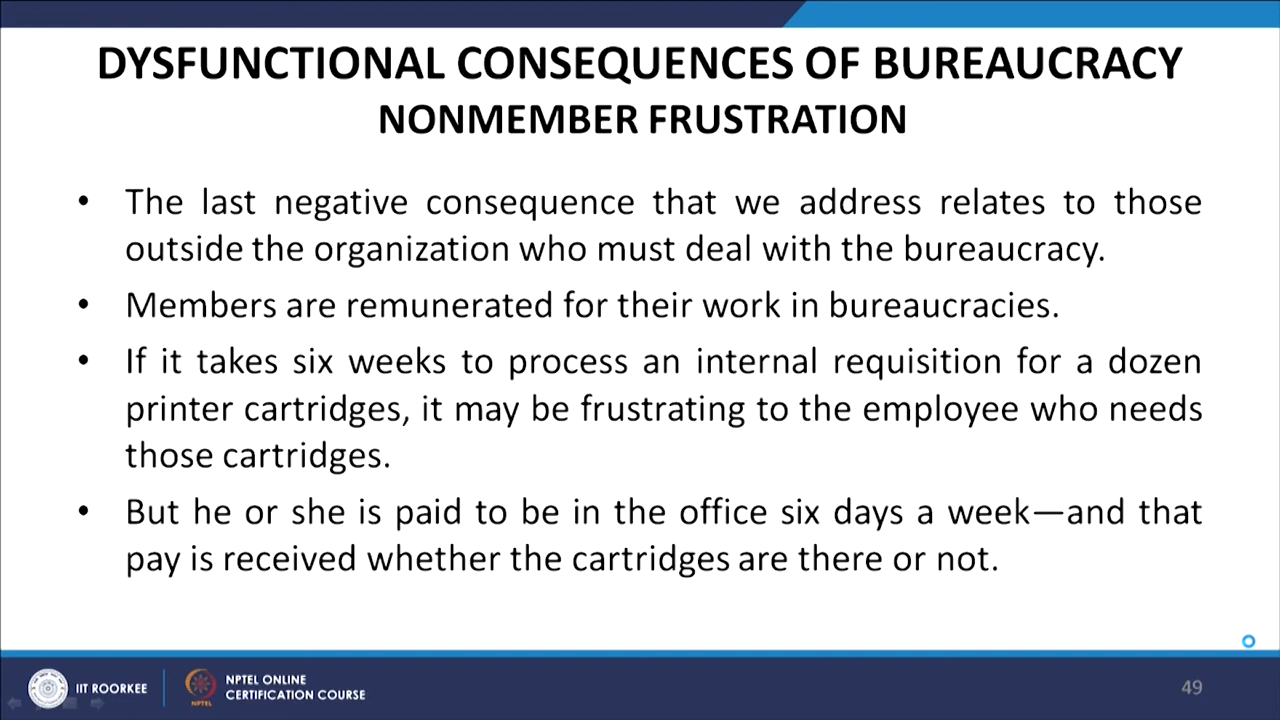 DYSFUNCTIONAL CONSEQUENCES OF BUREAUCRACY
NONMEMBER FRUSTRATION
• The last negative consequence that we address relates to those
outside the organization who must deal with the bureaucracy.
• Members are remunerated for their work in bureaucracies.
• If it takes six weeks to process an internal requisition for a dozen
printer cartridges, it may be frustrating to the employee who needs
those cartridges.
• But he or she is paid to be in the office six days a week—and that
pay is received whether the cartridges are there or not.
IIT ROORKEE
NPTEL
NPTEL ONLINE
CERTIFICATION COURSE
49